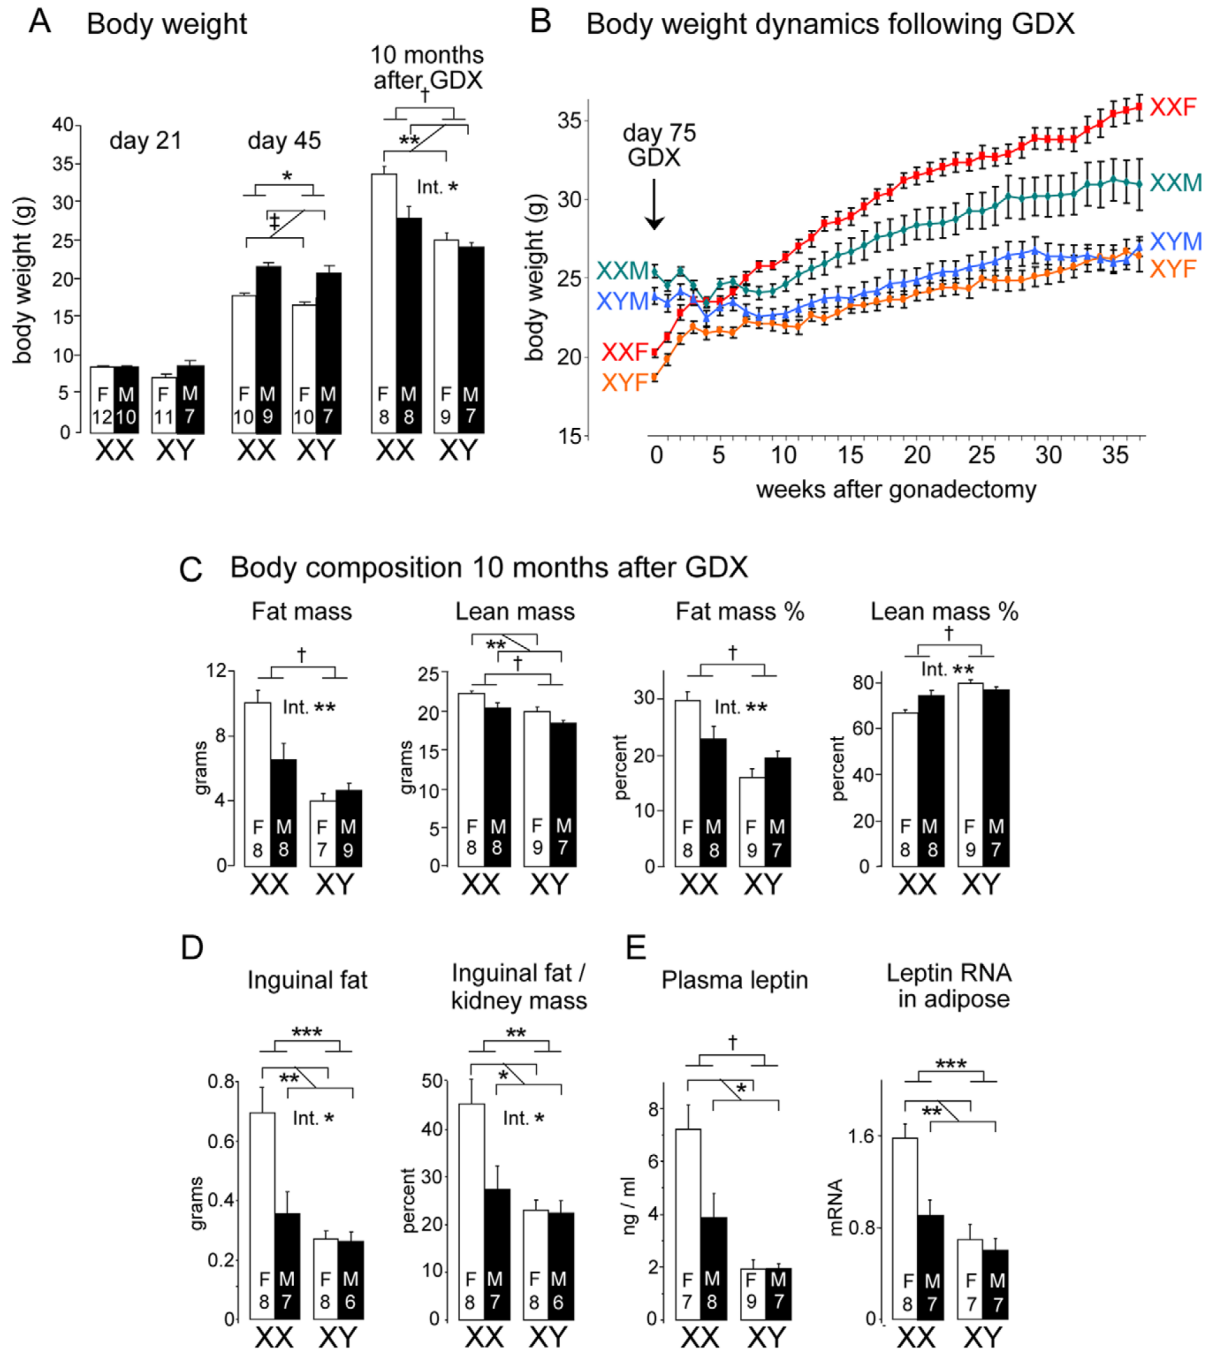 A Body weight
10 months
after GDX
†
day 21
day 45
*
‡
**
Int. *
body weight (g)
40
35
30
25
20
15
10
5
0
F M F M F M F M F M F M
12 10 11 7 10 9 10 7 8 8 9 7
XX XY XX XY XX XY
B Body weight dynamics following GDX
day 75
GDX
XXF
XXM
XYM
XYF
XXM
XYM
XXF
XYF
body weight (g)
35
30
25
20
15
0 5 10 15 20 25 30 35
weeks after gonadectomy
C Body composition 10 months after GDX
Fat mass
†
Int. **
grams
12
8
4
0
F M F M
8 8 7 9
XX XY
Lean mass
**
†
grams
25
20
15
10
5
0
F M F M
8 8 9 7
XX XY
Fat mass %
†
Int. **
percent
30
20
10
0
F M F M
8 8 9 7
XX XY
Lean mass %
†
Int. **
percent
80
60
40
20
0
F M F M
8 8 9 7
XX XY
D
Inguinal fat
***
**
Int. *
grams
0.8
0.6
0.4
0.2
0
F M F M
8 7 8 6
XX XY
Inguinal fat /
kidney mass
**
*
Int. *
percent
50
40
30
20
10
0
F M F M
8 7 8 6
XX XY
E
Plasma leptin
†
*
ng / ml
8
6
4
2
0
F M F M
7 8 9 7
XX XY
Leptin RNA
in adipose
***
**
mRNA
1.6
0.8
0
F M F M
8 7 7 7
XX XY